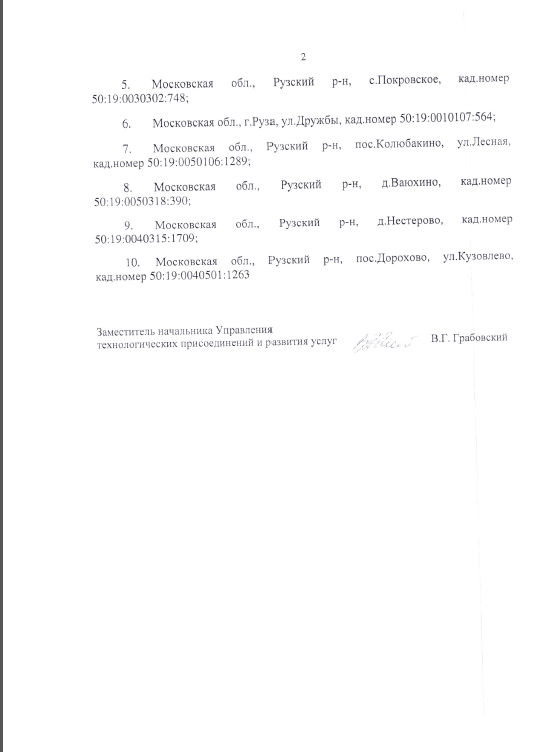 2
5. Московская обл., Рузский р-н, с.Покровское, кад.номер
50:19:0030302:748;
6. Московская обл., г.Руза, ул.Дружбы, кад.номер 50:19:0010107:564;
7. Московская обл., Рузский р-н, пос.Колюбакино, ул.Лесная,
кад.номер 50:19:0050106:1289;
8. Московская обл., Рузский р-н, д.Ваюхино, кад.номер
50:19:0050318:390;
9. Московская обл., Рузский р-н, д.Нестерово, кад.номер
50:19:0040315:1709;
10. Московская обл., Рузский р-н, пос.Дорохово, ул.Кузовлево,
кад.номер 50:19:0040501:1263
Заместитель начальника Управления
технологических присоединений и развития услуг В.Г. Грабовский